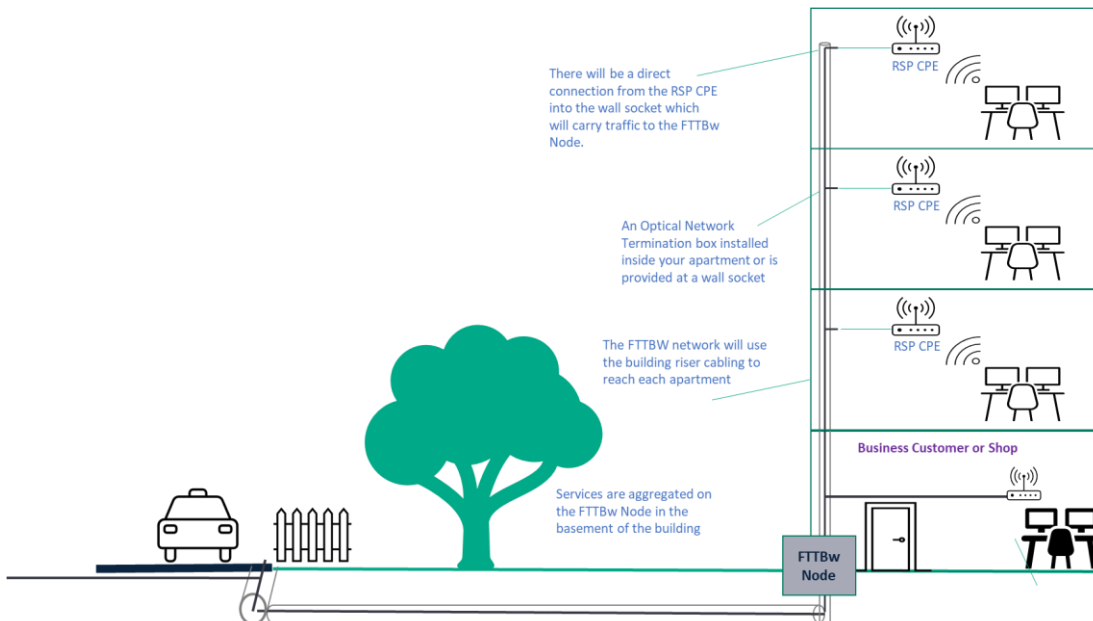 There will be a direct
connection from the RSP CPE
into the wall socket which
will carry traffic to the FTTBw
Node.
RSP CPE
An Optical Network
Termination box installed
inside your apartment or is
provided at a wall socket
RSP CPE
The FTTBW network will use
the building riser cabling to
reach each apartment
RSP CPE
Business Customer or Shop
Services are aggregated on
the FTTBw Node in the
basement of the building
FTTBw
Node